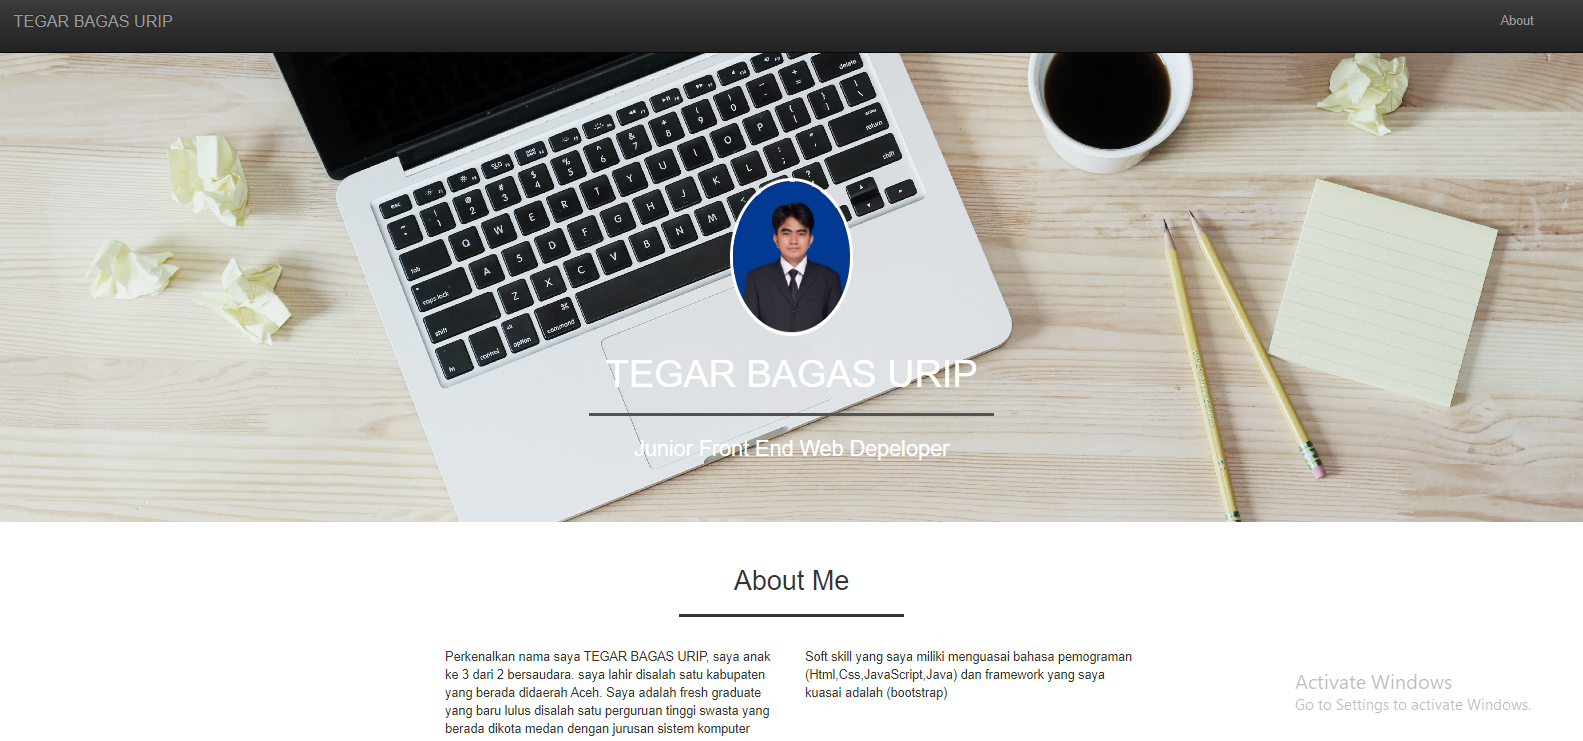 TEGAR BAGAS URIP
About
TEGAR BAGAS URIP
Junior Front End Web Depeloper
About Me
Perkenalkan nama saya TEGAR BAGAS URIP, saya anak
ke 3 dari 2 bersaudara. saya lahir disalah satu kabupaten
yang berada didaerah Aceh. Saya adalah fresh graduate
yang baru lulus disalah satu perguruan tinggi swasta yang
berada dikota medan dengan jurusan sistem komputer
Soft skill yang saya miliki menguasai bahasa pemograman
(Html,Css,JavaScript,Java) dan framework yang saya
kuasai adalah (bootstrap)
Activate Windows
Go to Settings to activate Windows.